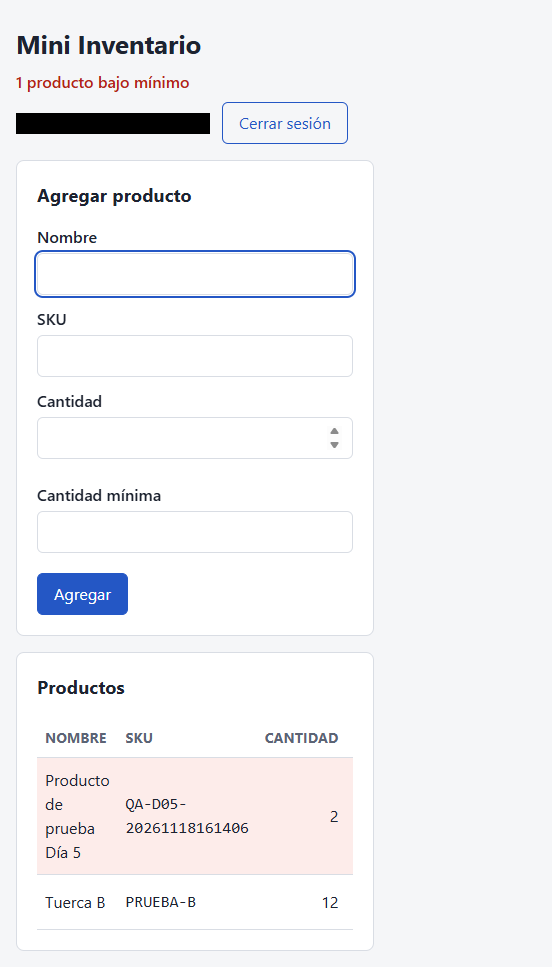 Mini Inventario
1 producto bajo mínimo
Cerrar sesión
Agregar producto
Nombre
SKU
Cantidad
Cantidad mínima
Agregar
Productos
NOMBRE SKU CANTIDAD
Producto de prueba Día 5 QA-D05-20261118161406 2
Tuerca B PRUEBA-B 12